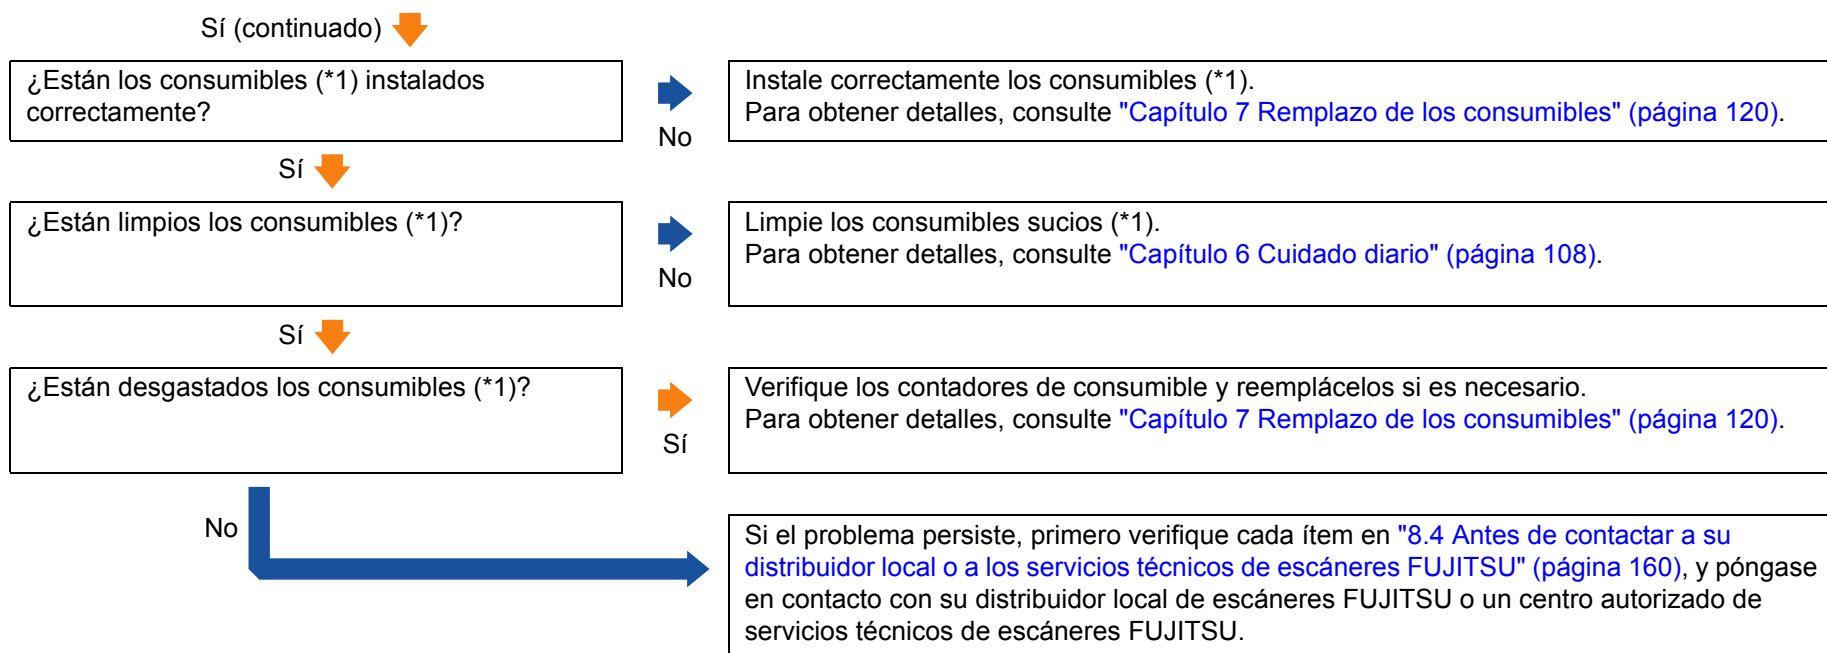 Sí (continuado)
¿Están los consumibles (*1) instalados
correctamente?
No
Instale correctamente los consumibles (*1).
Para obtener detalles, consulte "Capítulo 7 Remplazo de los consumibles" (página 120).
Sí
¿Están limpios los consumibles (*1)?
No
Limpie los consumibles sucios (*1).
Para obtener detalles, consulte "Capítulo 6 Cuidado diario" (página 108).
Sí
¿Están desgastados los consumibles (*1)?
Sí
Verifique los contadores de consumible y reemplácelos si es necesario.
Para obtener detalles, consulte "Capítulo 7 Remplazo de los consumibles" (página 120).
No
Si el problema persiste, primero verifique cada ítem en "8.4 Antes de contactar a su
distribuidor local o a los servicios técnicos de escáneres FUJITSU" (página 160), y póngase
en contacto con su distribuidor local de escáneres FUJITSU o un centro autorizado de
servicios técnicos de escáneres FUJITSU.